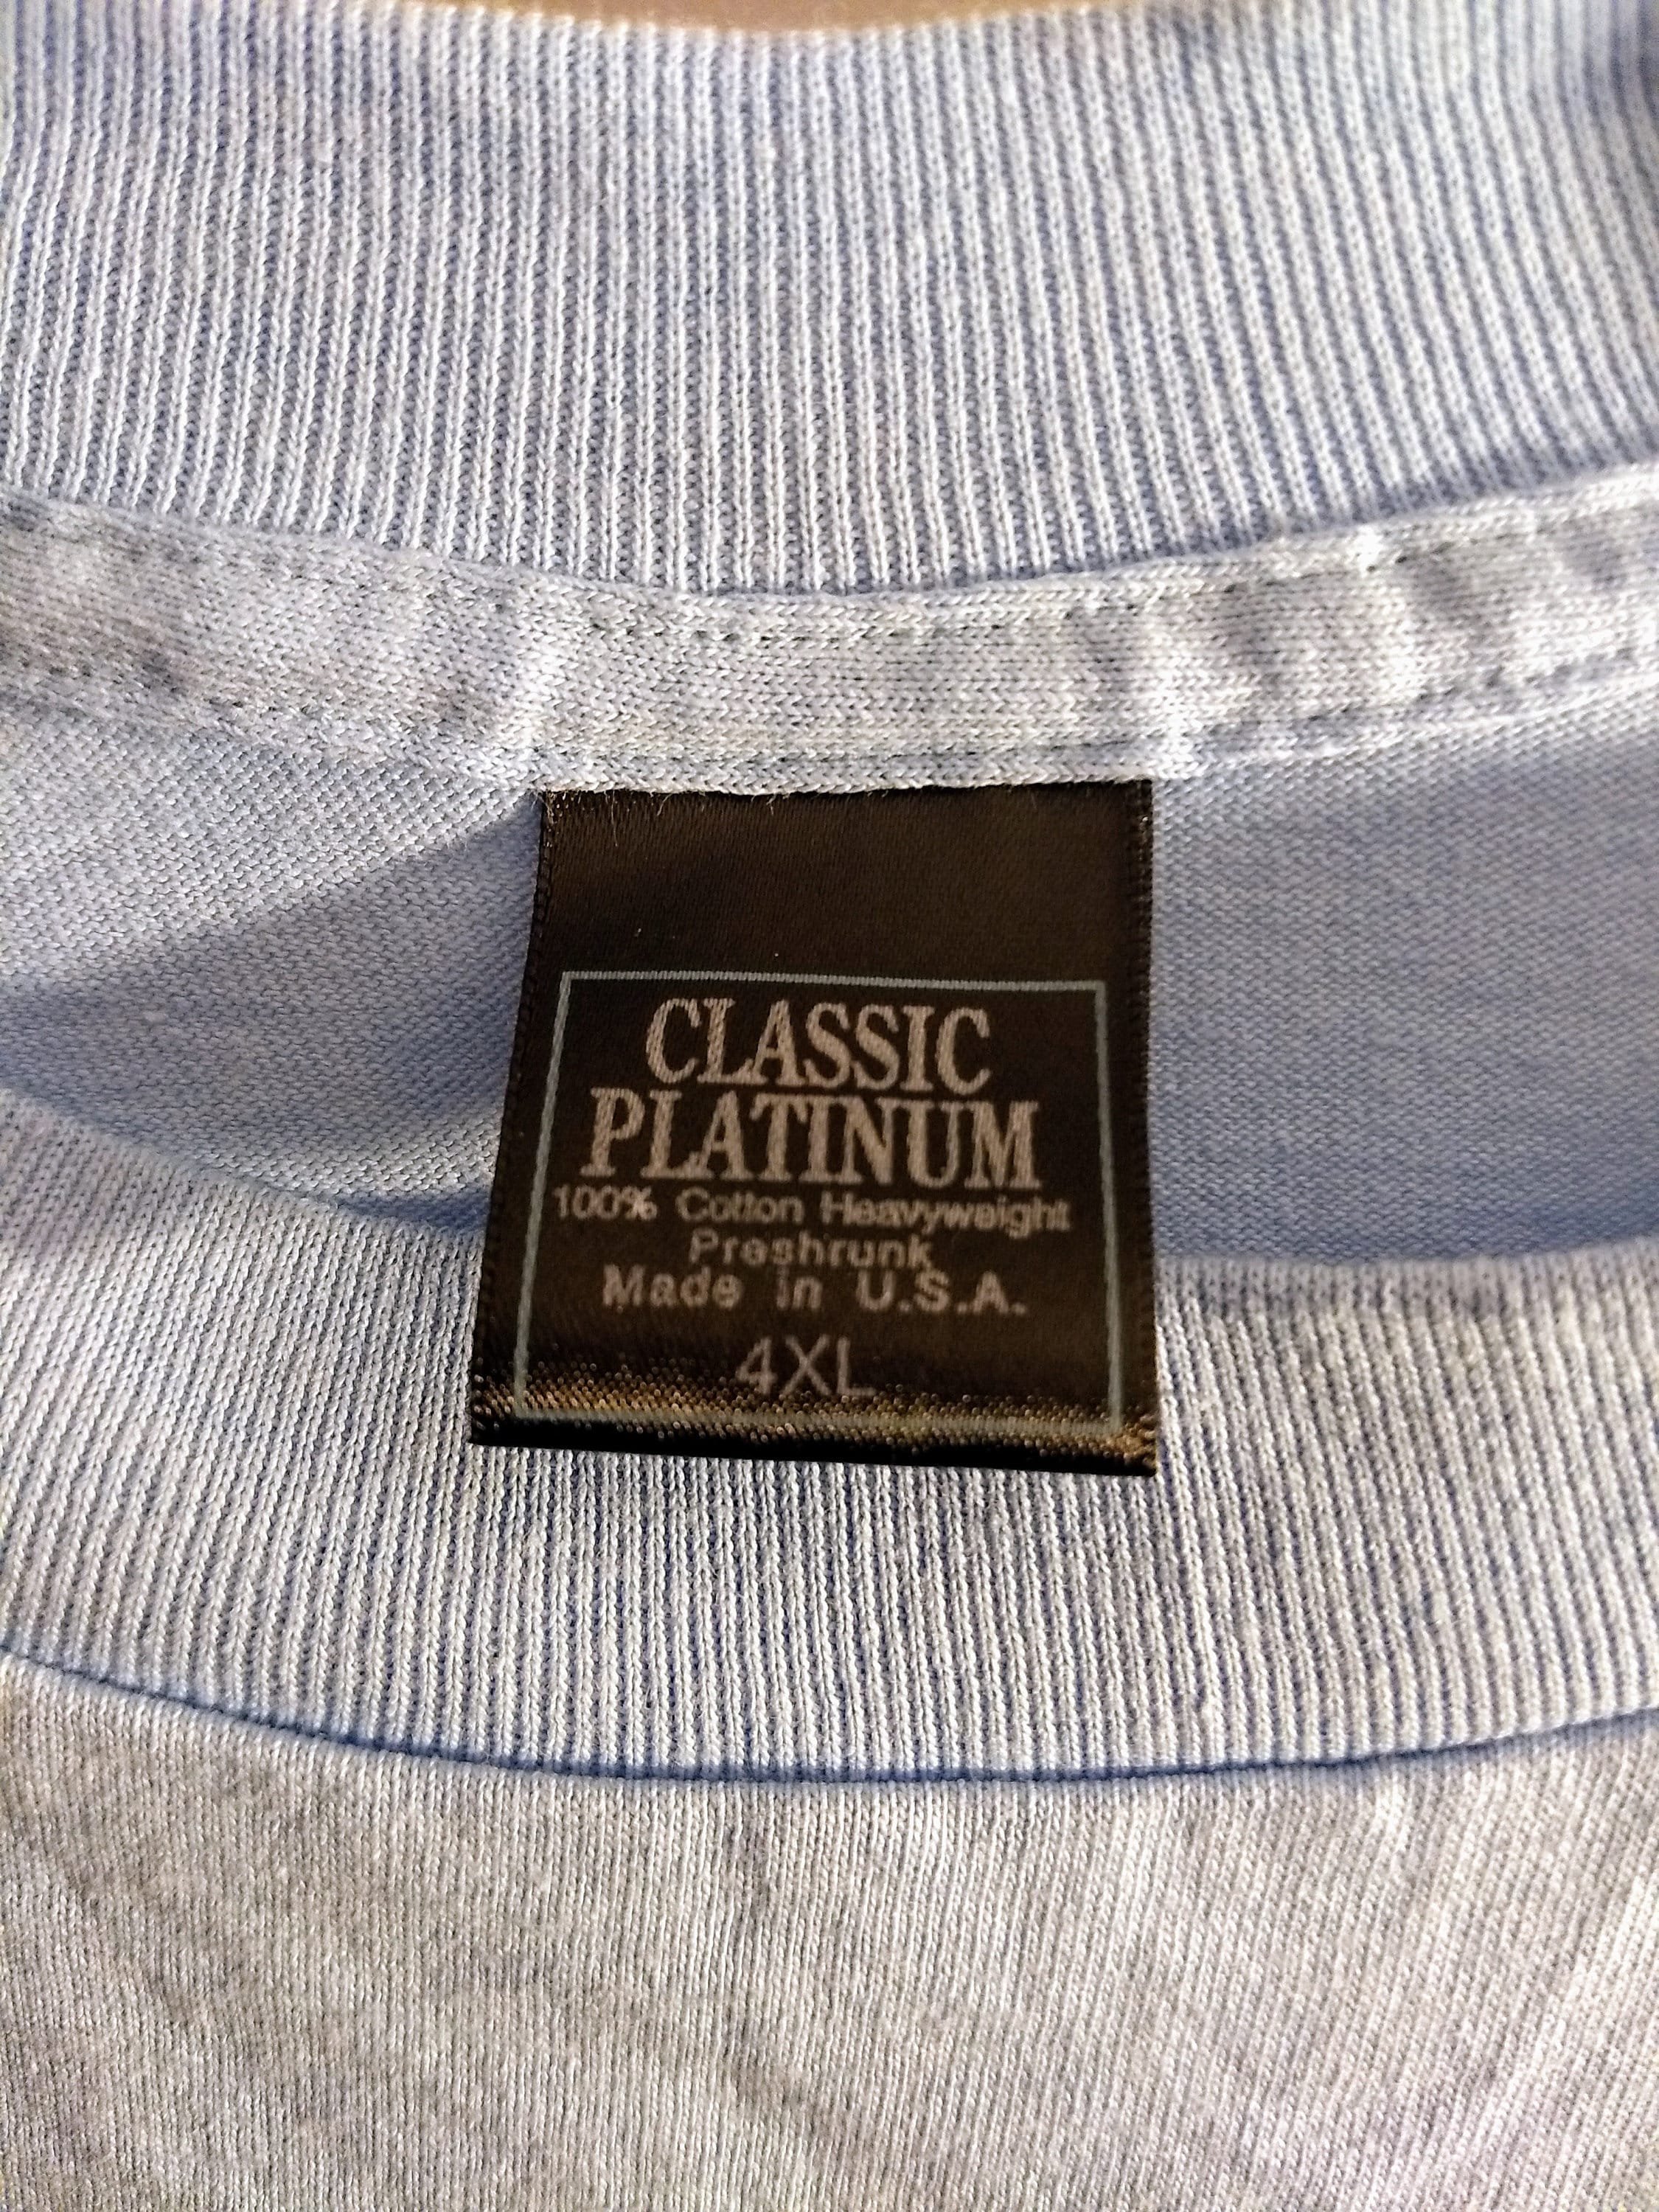 CLASSIC
PLATINUM
100% Cotton Heavyweight
Preshrunk
Made in U.S.A.
4XL